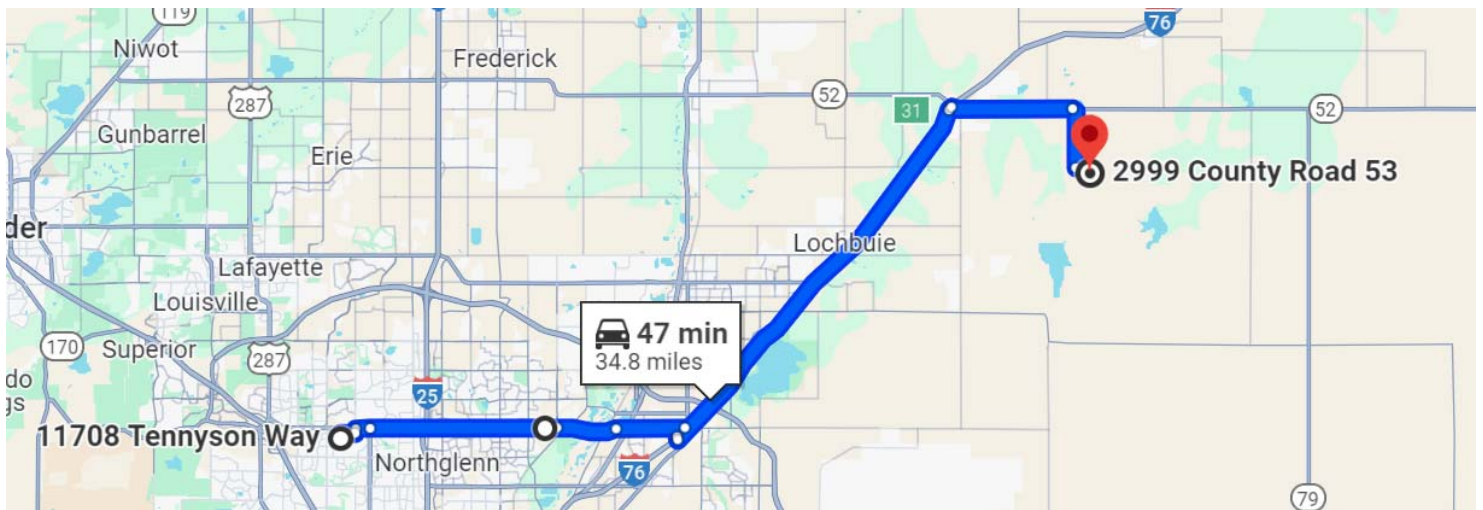 119
76
Niwot
Frederick
52
287
31
52
Gunbarrel
Erie
2999 County Road 53
der
Lochbuie
Lafayette
Louisville
47 min
34.8 miles
170
Superior
287
do
gs
25
11708 Tennyson Way
Northglenn
76
79